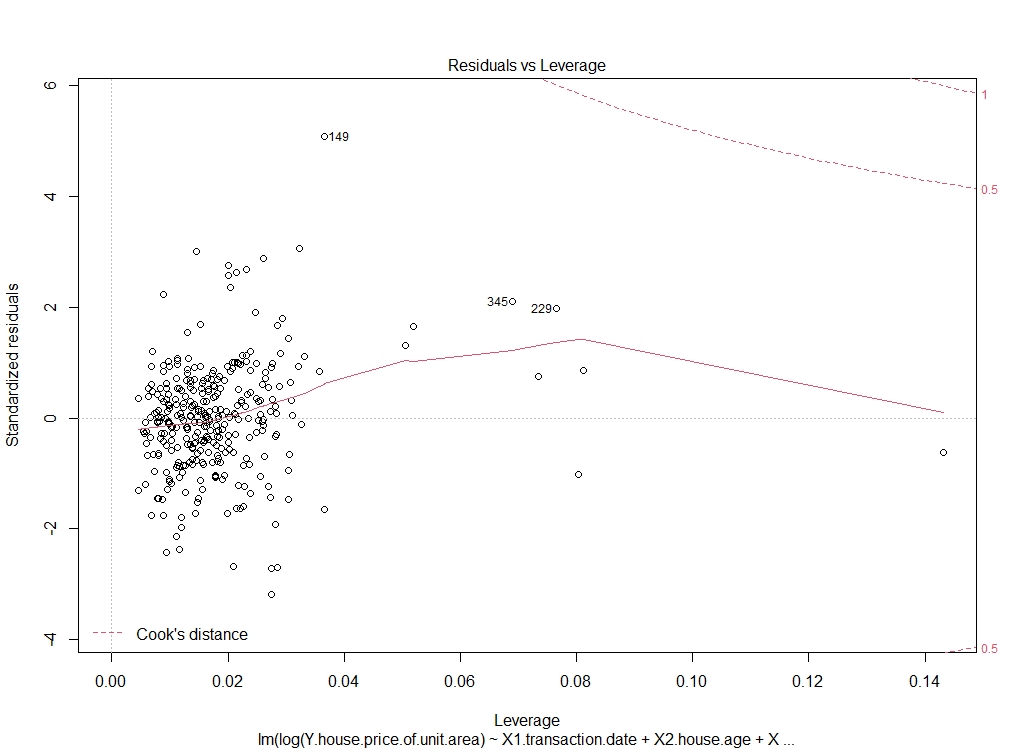 Residuals vs Leverage
6
4
2
0
-2
-4
Standardized residuals
149
345
229
1
0.5
0.5
Cook's distance
0.00 0.02 0.04 0.06 0.08 0.10 0.12 0.14
Leverage
lm(log(Y.house.price.of.unit.area) ~ X1.transaction.date + X2.house.age + X ...